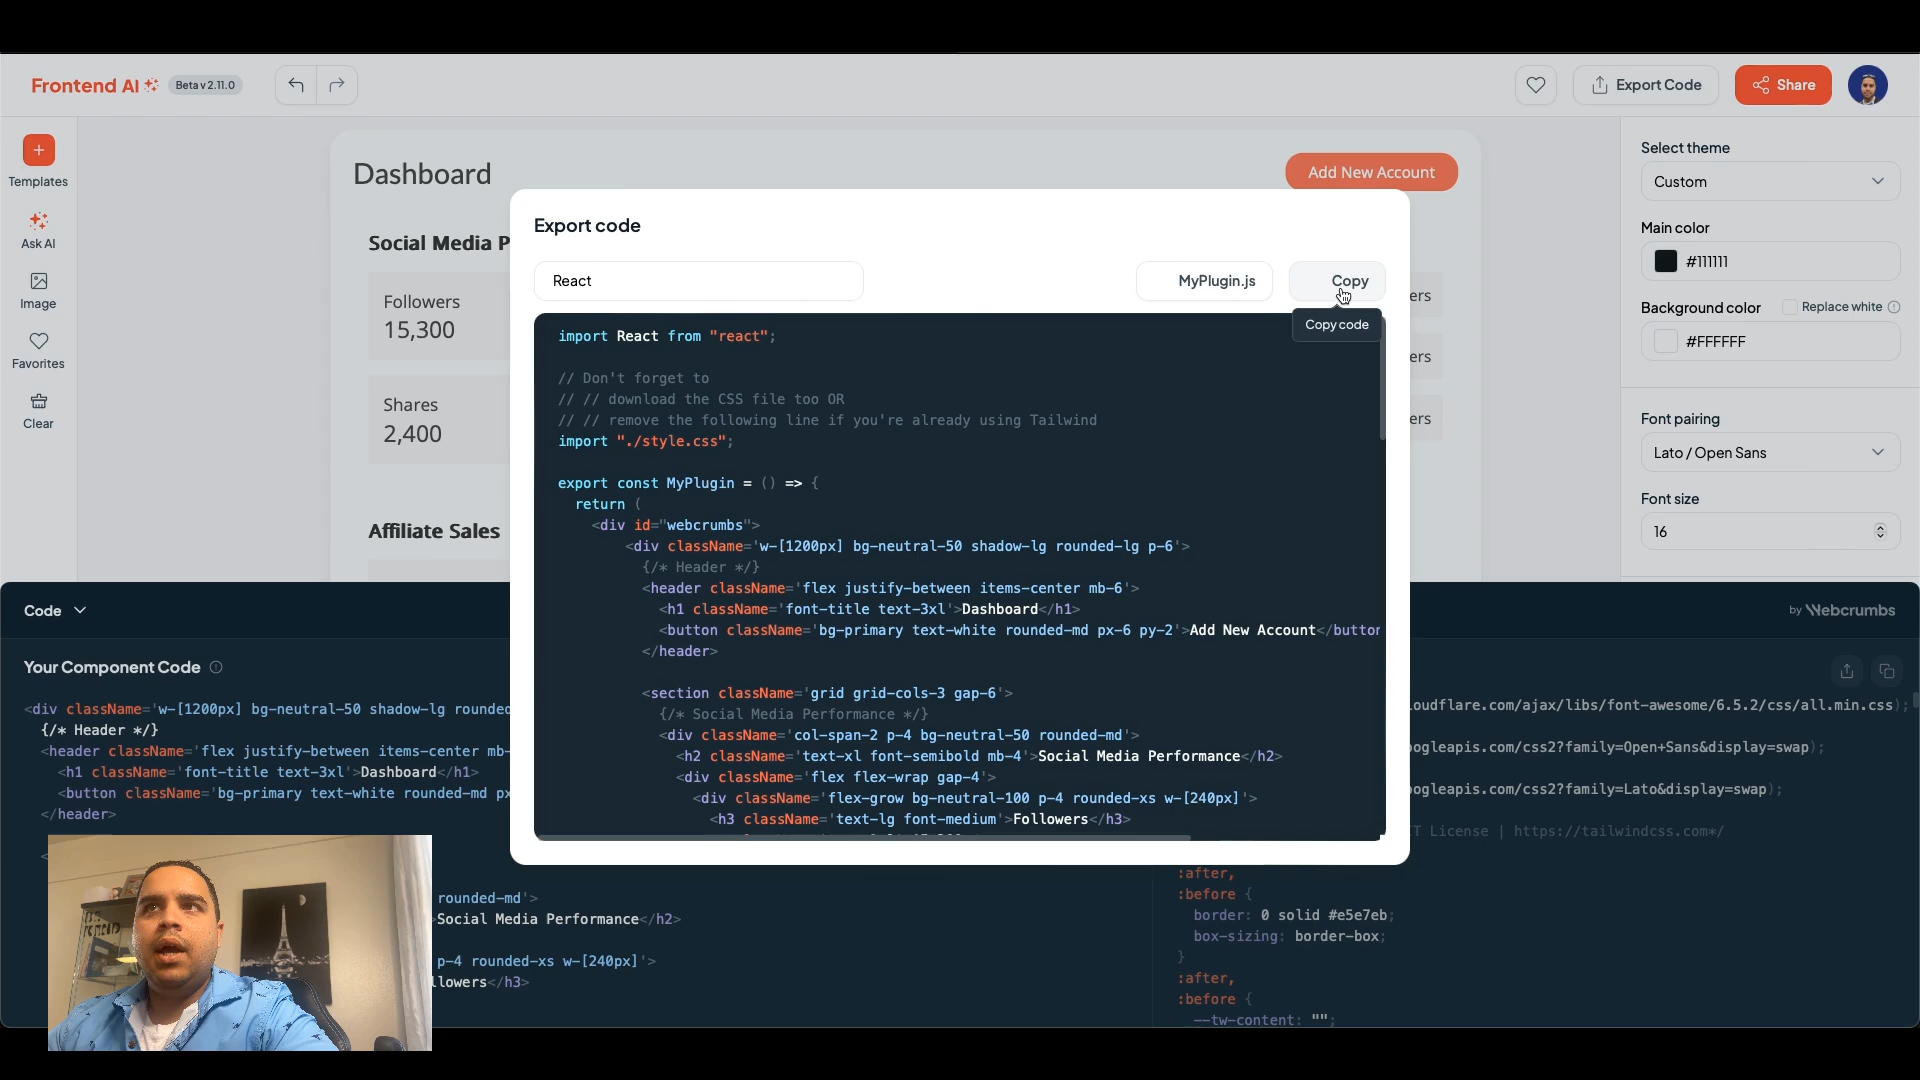 Frontend AI
Beta v 2.11.0
Export Code
Share
Templates
Ask AI
Image
Favorites
Clear
Dashboard
Add New Account
Social Media P
Followers
15,300
Shares
2,400
Affiliate Sales
ers
ers
ers
Select theme
Custom
Main color
#111111
Background color
Replace white
#FFFFFF
Font pairing
Lato / Open Sans
Font size
16
Export code
React
MyPlugin.js
Copy
Copy code
import React from "react";
// Don't forget to
// // download the CSS file too OR
// // remove the following line if you're already using Tailwind
import "./style.css";
export const MyPlugin = () => {
return (
<div id="webcrumbs">
<div className='w-[1200px] bg-neutral-50 shadow-lg rounded-lg p-6'>
{/* Header */}
<header className='flex justify-between items-center mb-6'>
<h1 className='font-title text-3xl'>Dashboard</h1>
<button className='bg-primary text-white rounded-md px-6 py-2'>Add New Account</button
</header>
<section className='grid grid-cols-3 gap-6'>
{/* Social Media Performance */}
<div className='col-span-2 p-4 bg-neutral-50 rounded-md'>
<h2 className='text-xl font-semibold mb-4'>Social Media Performance</h2>
<div className='flex flex-wrap gap-4'>
<div className='flex-grow bg-neutral-100 p-4 rounded-xs w-[240px]'>
<h3 className='text-lg font-medium'>Followers</h3>
Code
by Webcrumbs
Your Component Code
<div className='w-[1200px] bg-neutral-50 shadow-lg rounded
{/* Header */}
<header className='flex justify-between items-center mb-
<h1 className='font-title text-3xl'>Dashboard</h1>
<button className='bg-primary text-white rounded-md px
</header>
<
rounded-md'>
Social Media Performance</h2>
p-4 rounded-xs w-[240px]'>
llowers</h3>
oudflare.com/ajax/libs/font-awesome/6.5.2/css/all.min.css);
ogleapis.com/css2?family=Open+Sans&display=swap);
ogleapis.com/css2?family=Lato&display=swap);
T License | https://tailwindcss.com*/
:after,
:before {
border: 0 solid #e5e7eb;
box-sizing: border-box;
}
:after,
:before {
--tw-content: "";